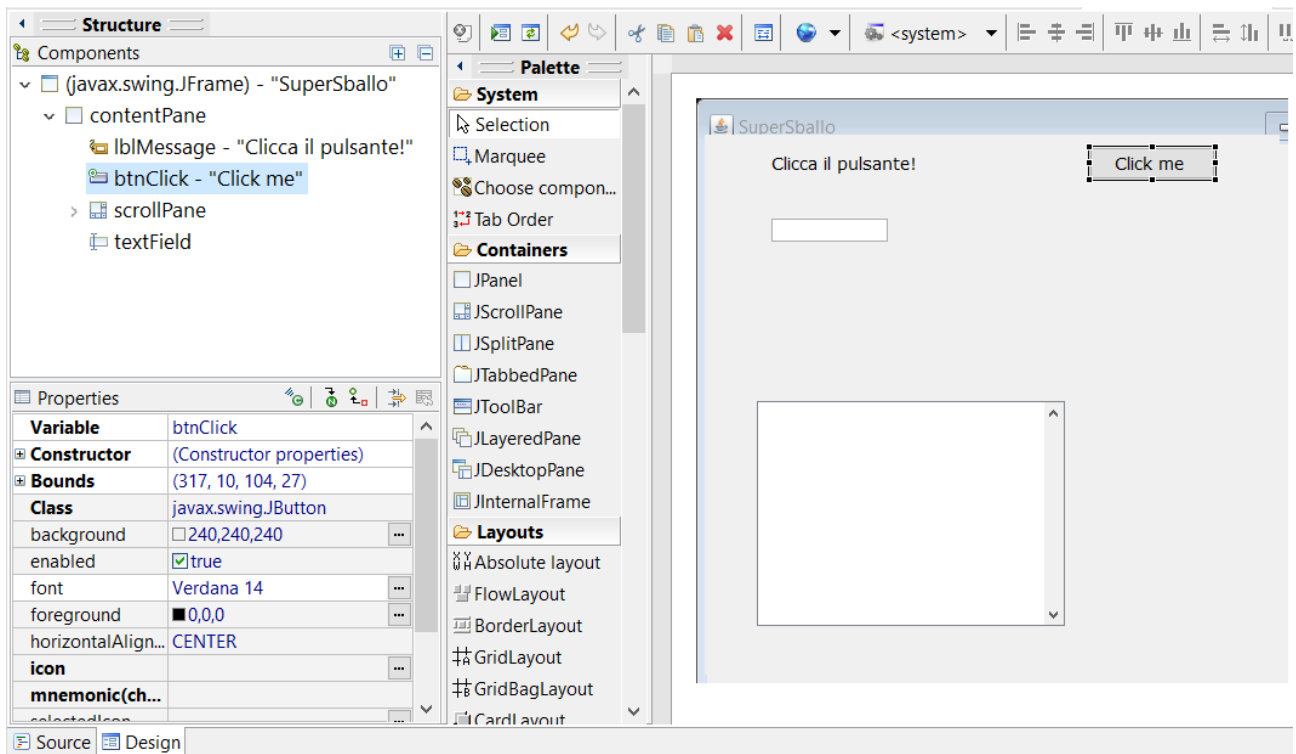 Structure
Components
(javax.swing.JFrame) - "SuperSballo"
contentPane
lblMessage - "Clicca il pulsante!"
btnClick - "Click me"
scrollPane
textField
Properties
Variable btnClick
Constructor (Constructor properties)
Bounds (317, 10, 104, 27)
Class javax.swing.JButton
background 240,240,240
enabled true
font Verdana 14
foreground 0,0,0
horizontalAlign... CENTER
icon
mnemonic(ch...
selectedIcon
Source Design
<system>
Palette
System
Selection
Marquee
Choose compon...
Tab Order
Containers
JPanel
JScrollPane
JSplitPane
JTabbedPane
JToolBar
JLayeredPane
JDesktopPane
JInternalFrame
Layouts
Absolute layout
FlowLayout
BorderLayout
GridLayout
GridBagLayout
CardLayout
SuperSballo
Clicca il pulsante! Click me